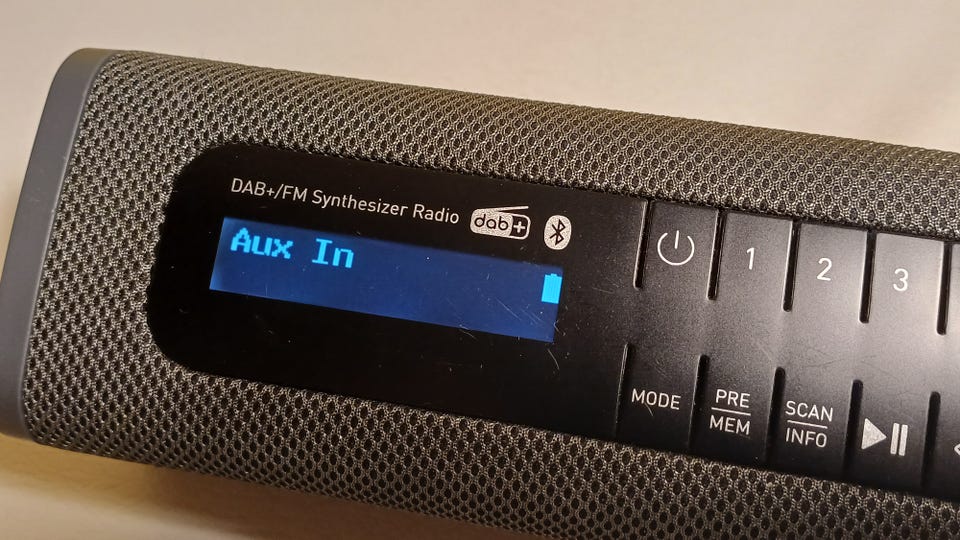 DAB+/FM Synthesizer Radio
dab+
Aux In
1
2
3
MODE
PRE
MEM
SCAN
INFO